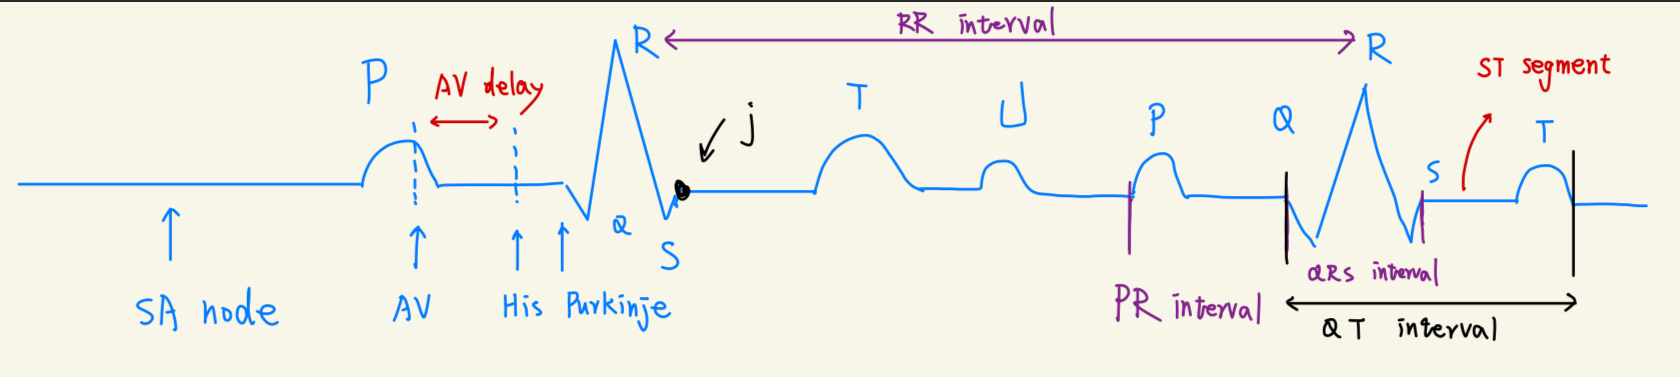 RR interval
R
R
P
AV delay
ST segment
j
T
U
P
Q
T
S
Q
S
SA node
AV
His
Purkinje
PR interval
QRS interval
QT interval